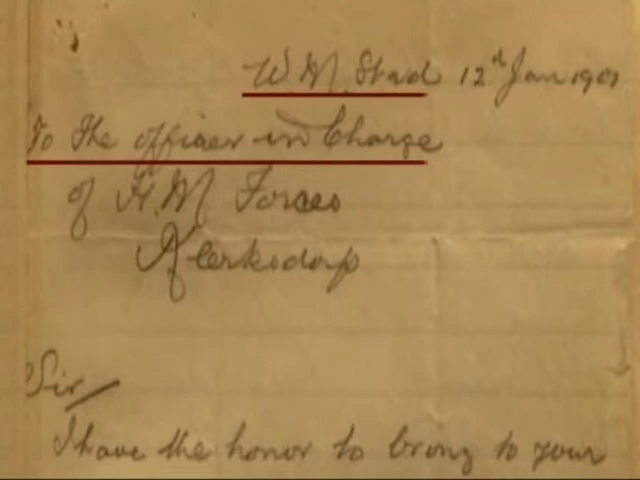 W. M. Stad 12th Jan 1901
To The officer in Charge
of H.M Forces
Klerksdorp
Sir
I have the honor to bring to your